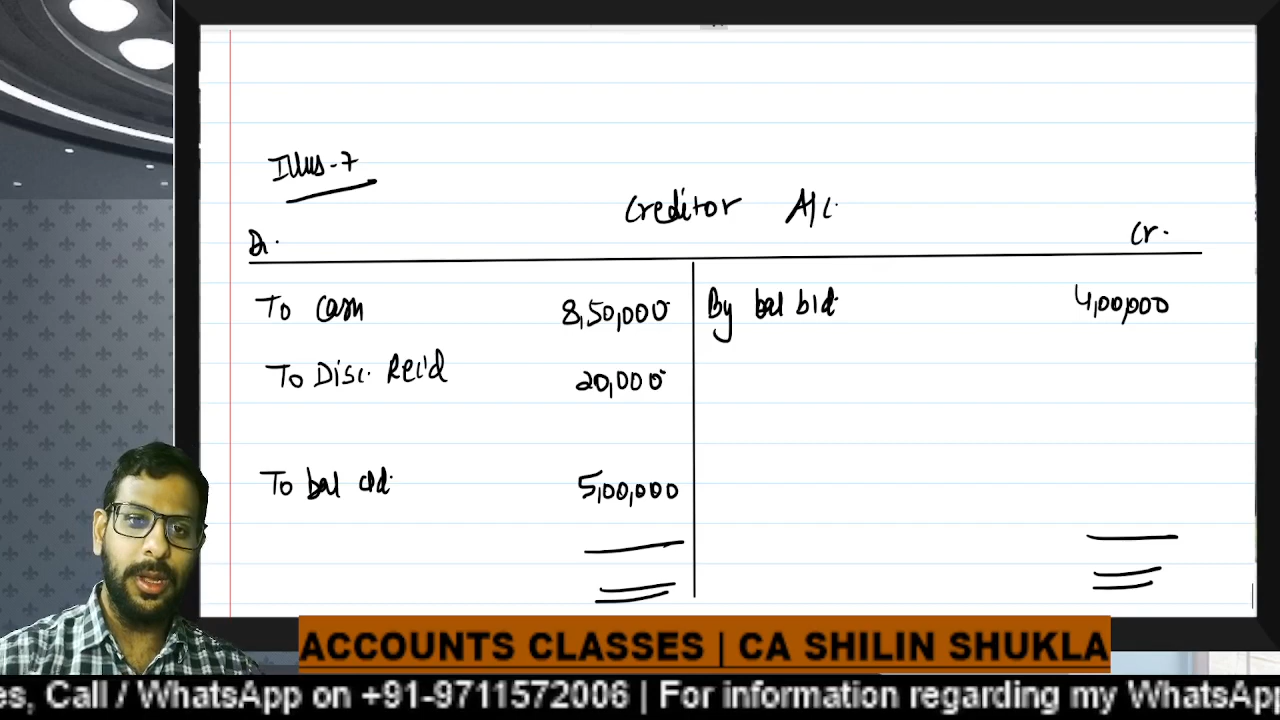 Illus-7
Creditor A/c.
Dr. Cr.
To Cash 8,50,000 By bal b/d 4,00,000
To Disc. Rec'd 20,000
To bal c/d 5,00,000
ACCOUNTS CLASSES | CA SHILIN SHUKLA
es, Call / WhatsApp on +91-9711572006 | For information regarding my WhatsApp